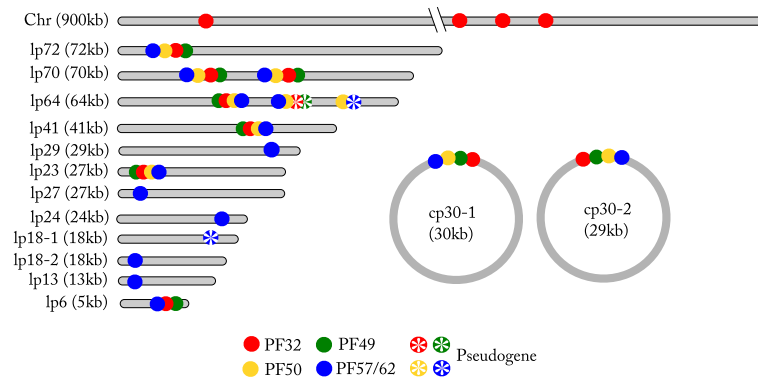 Chr (900kb)
lp72 (72kb)
lp70 (70kb)
lp64 (64kb)
lp41 (41kb)
lp29 (29kb)
lp23 (27kb)
lp27 (27kb)
lp24 (24kb)
lp18-1 (18kb)
lp18-2 (18kb)
lp13 (13kb)
lp6 (5kb)
cp30-1
(30kb)
cp30-2
(29kb)
PF32 PF49
PF50 PF57/62
Pseudogene